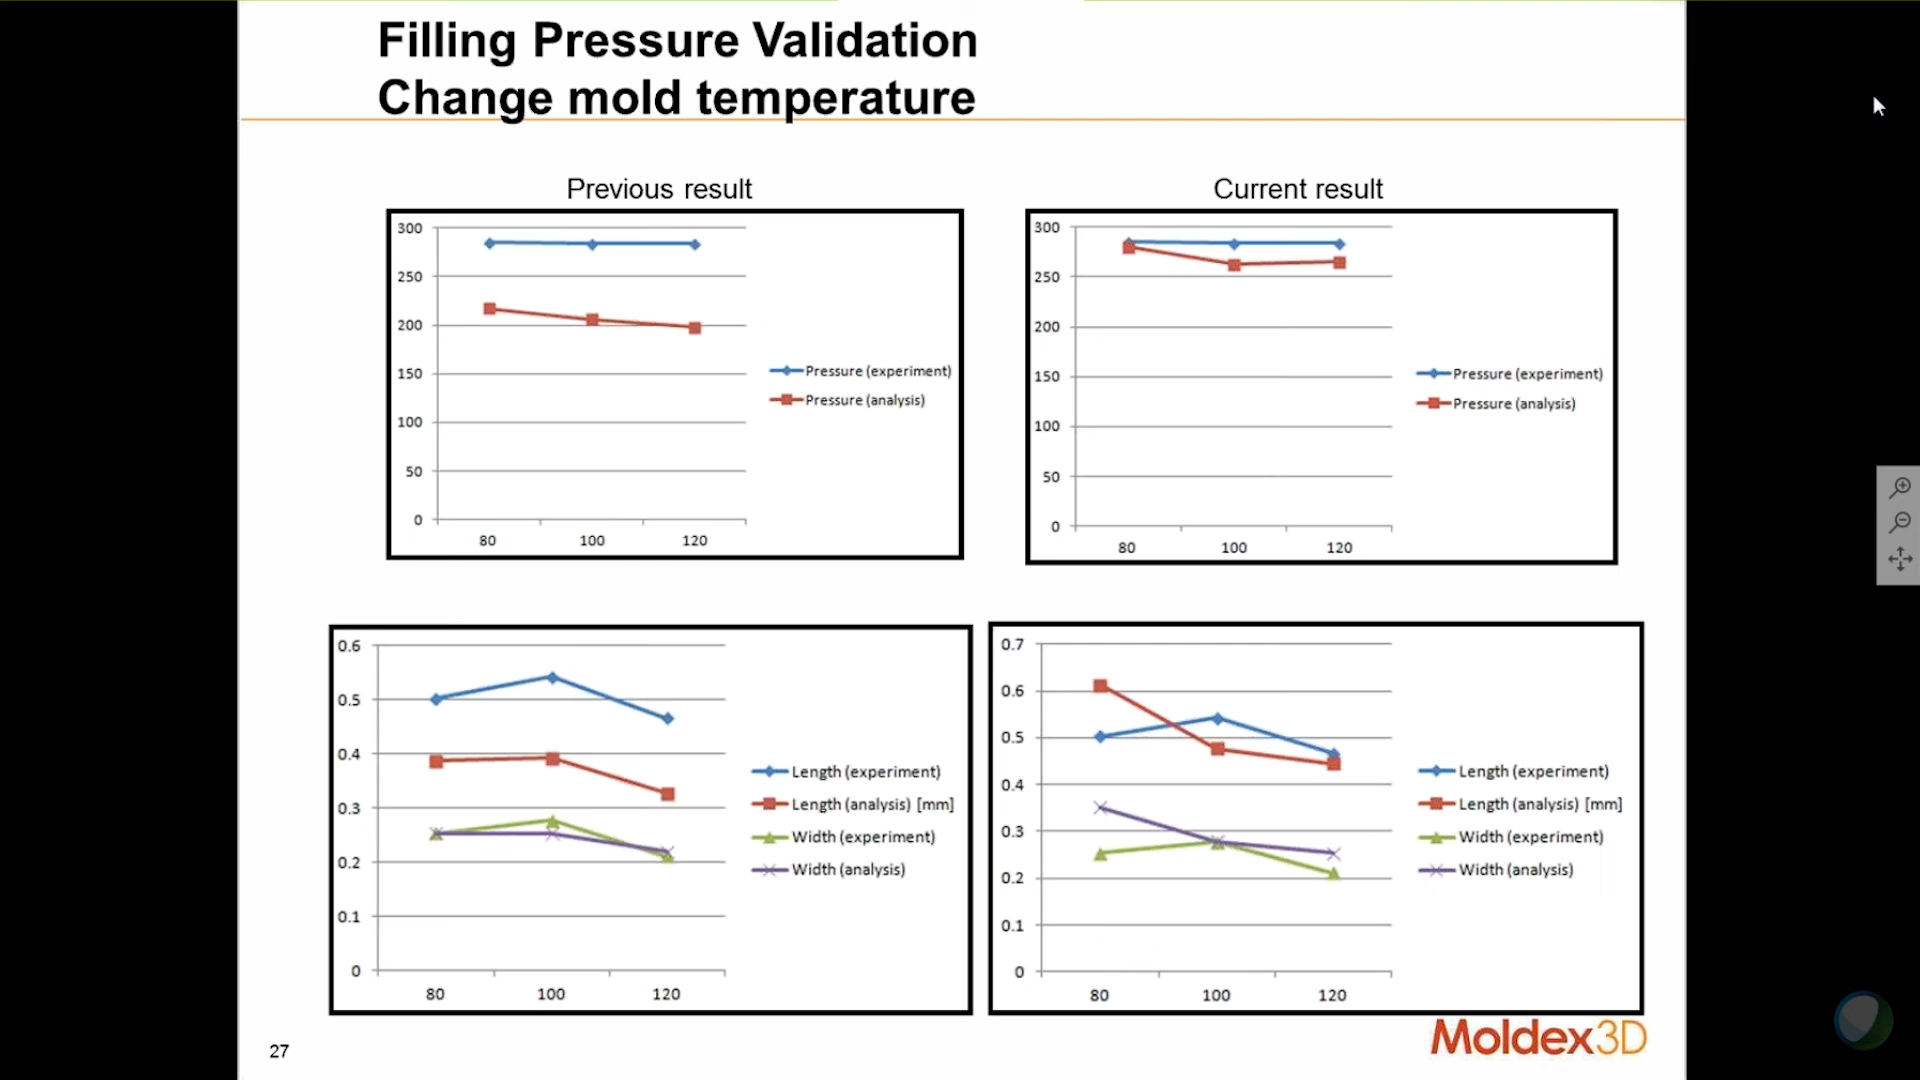 Filling Pressure Validation
Change mold temperature
Previous result
300
250
200
150
100
50
0
80 100 120
Pressure (experiment)
Pressure (analysis)
Current result
300
250
200
150
100
50
0
80 100 120
Pressure (experiment)
Pressure (analysis)
0.6
0.5
0.4
0.3
0.2
0.1
0
80 100 120
Length (experiment)
Length (analysis) [mm]
Width (experiment)
Width (analysis)
0.7
0.6
0.5
0.4
0.3
0.2
0.1
0
80 100 120
Length (experiment)
Length (analysis) [mm]
Width (experiment)
Width (analysis)
27
Moldex3D